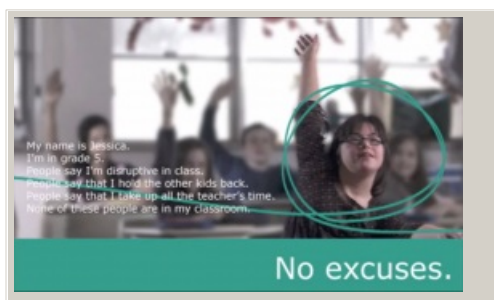 My name is Jessica.
I'm in grade 5.
People say I'm disruptive in class.
People say that I hold the other kids back.
People say that I take up all the teacher's time.
None of these people are in my classroom.
No excuses.